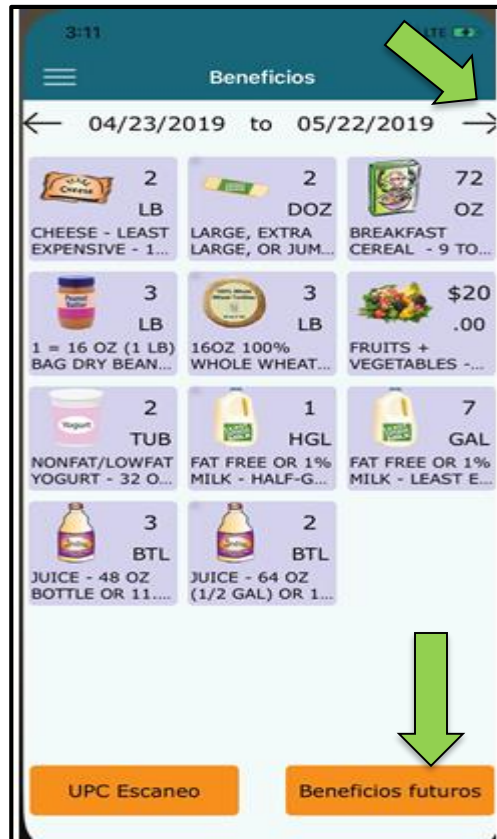 3:11 LTE
Beneficios
04/23/2019 to 05/22/2019
Cheese
2
LB
CHEESE - LEAST
EXPENSIVE - 1...
2
DOZ
LARGE, EXTRA
LARGE, OR JUM...
72
OZ
BREAKFAST
CEREAL - 9 TO...
Peanut
Butter
3
LB
1 = 16 OZ (1 LB)
BAG DRY BEAN...
3
LB
16OZ 100%
WHOLE WHEAT...
$20
.00
FRUITS +
VEGETABLES -...
Yogurt
2
TUB
NONFAT/LOWFAT
YOGURT - 32 O...
1
HGL
FAT FREE OR 1%
MILK - HALF-G...
7
GAL
FAT FREE OR 1%
MILK - LEAST E...
3
BTL
JUICE - 48 OZ
BOTTLE OR 11....
2
BTL
JUICE - 64 OZ
(1/2 GAL) OR 1...
UPC Escaneo
Beneficios futuros